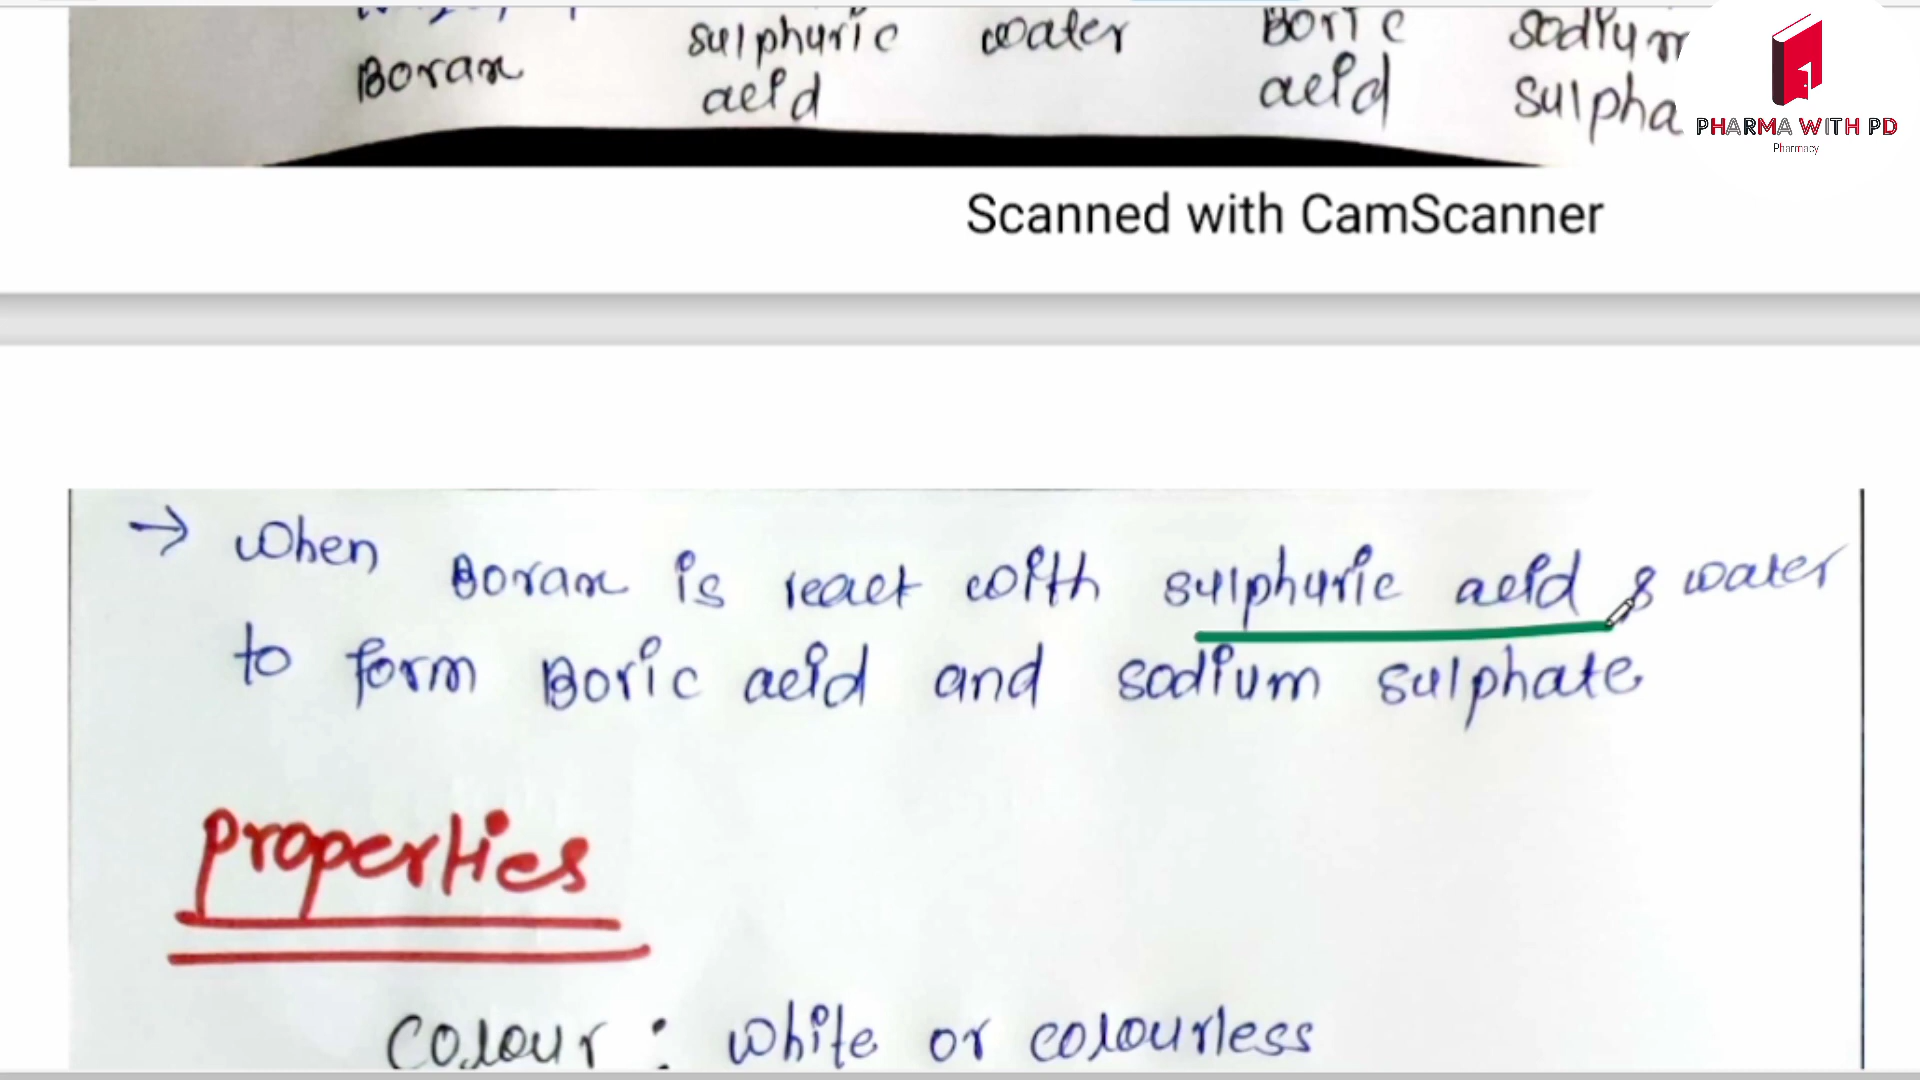 Borax sulphuric water Boric sodium
acid acid sulpha
PHARMA WITH PD
Pharmacy
Scanned with CamScanner
→ when Borax is react with sulphuric acid & water
to form Boric acid and sodium sulphate
properties
Colour : white or colourless